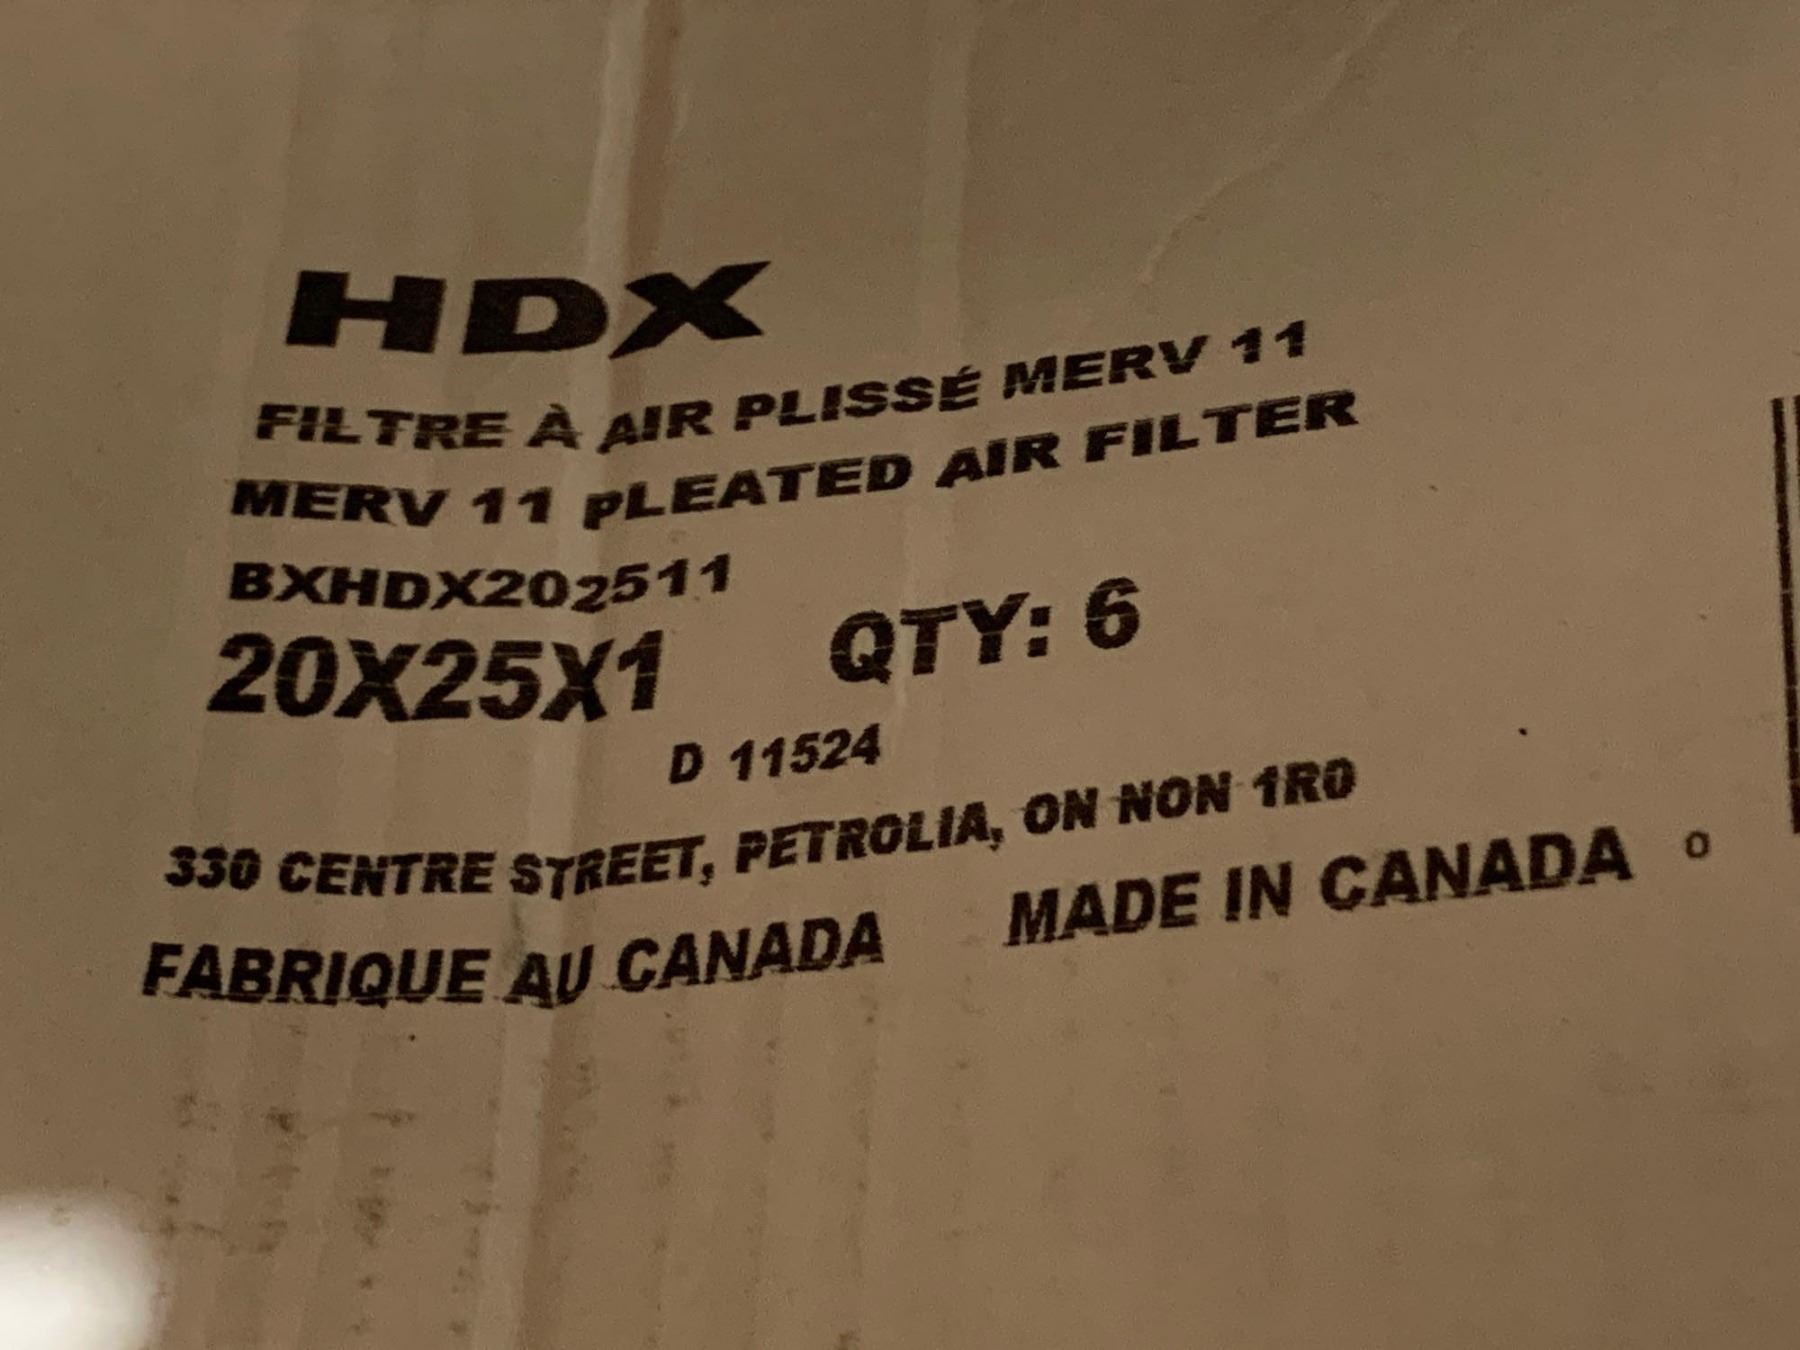 HDX
FILTRE À AIR PLISSÉ MERV 11
MERV 11 PLEATED AIR FILTER
BXHDX202511
20X25X1 QTY: 6
D 11524
330 CENTRE STREET, PETROLIA, ON NON 1R0
FABRIQUE AU CANADA MADE IN CANADA O